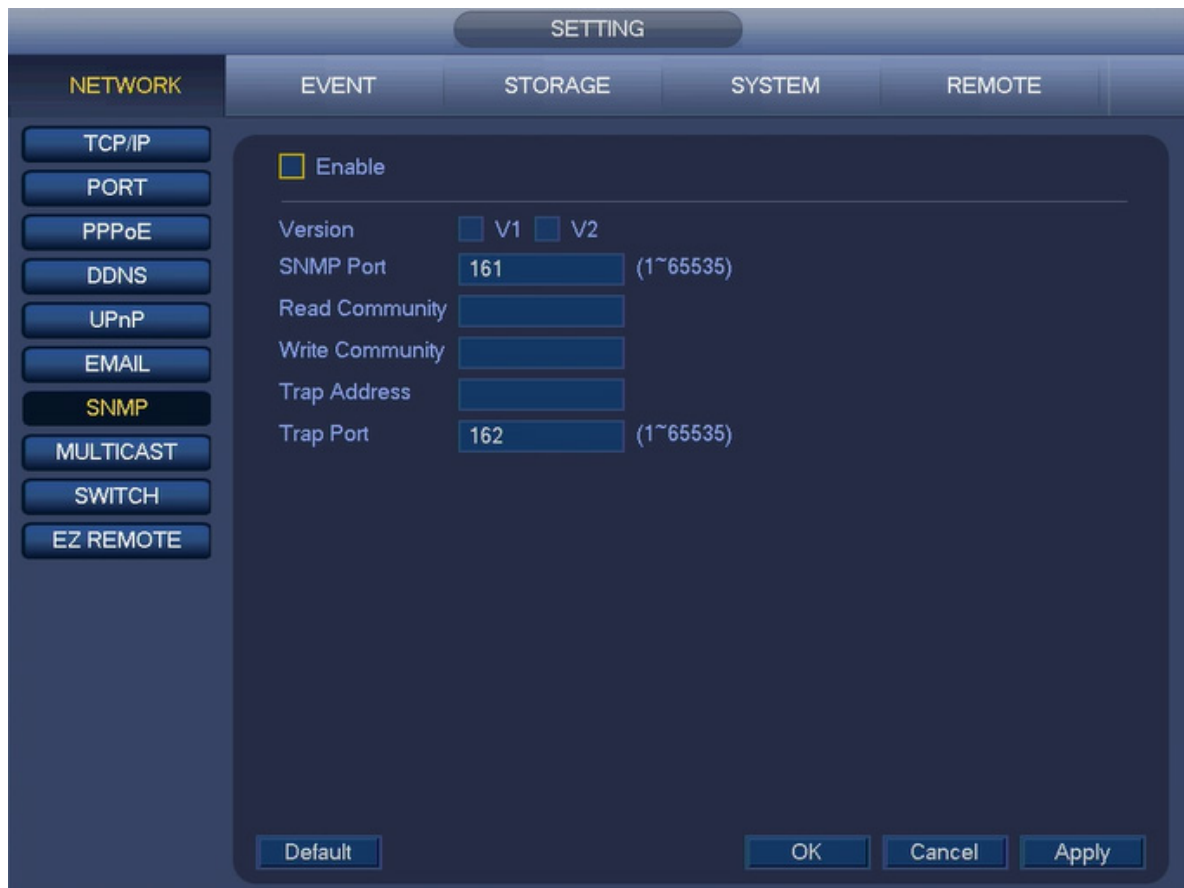 SETTING
NETWORK EVENT STORAGE SYSTEM REMOTE
TCP/IP
PORT
PPPoE
DDNS
UPnP
EMAIL
SNMP
MULTICAST
SWITCH
EZ REMOTE
Enable
Version V1 V2
SNMP Port 161 (1~65535)
Read Community
Write Community
Trap Address
Trap Port 162 (1~65535)
Default OK Cancel Apply